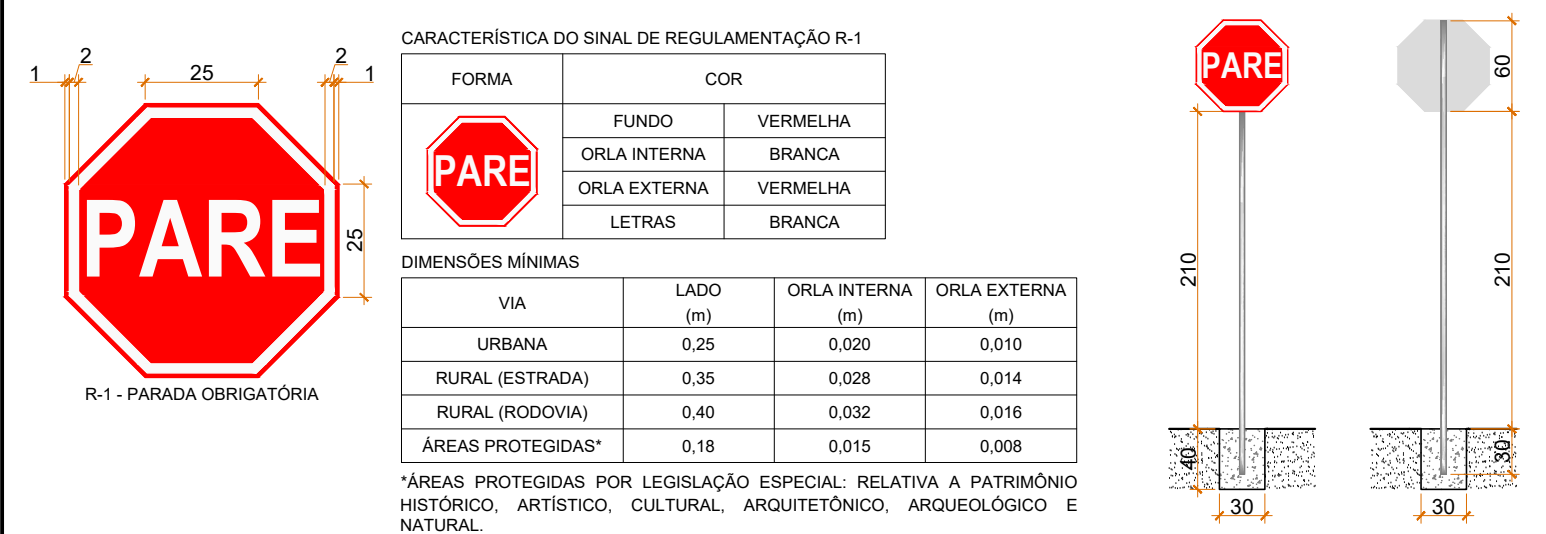 1
2
25
2
1
PARE
25
R-1 - PARADA OBRIGATÓRIA
CARACTERÍSTICA DO SINAL DE REGULAMENTAÇÃO R-1
FORMA COR
PARE
FUNDO VERMELHA
ORLA INTERNA BRANCA
ORLA EXTERNA VERMELHA
LETRAS BRANCA
DIMENSÕES MÍNIMAS
VIA LADO (m) ORLA INTERNA (m) ORLA EXTERNA (m)
URBANA 0,25 0,020 0,010
RURAL (ESTRADA) 0,35 0,028 0,014
RURAL (RODOVIA) 0,40 0,032 0,016
ÁREAS PROTEGIDAS* 0,18 0,015 0,008
*ÁREAS PROTEGIDAS POR LEGISLAÇÃO ESPECIAL: RELATIVA A PATRIMÔNIO
HISTÓRICO, ARTÍSTICO, CULTURAL, ARQUITETÔNICO, ARQUEOLÓGICO E
NATURAL.
PARE
210
40
30
60
210
30
30